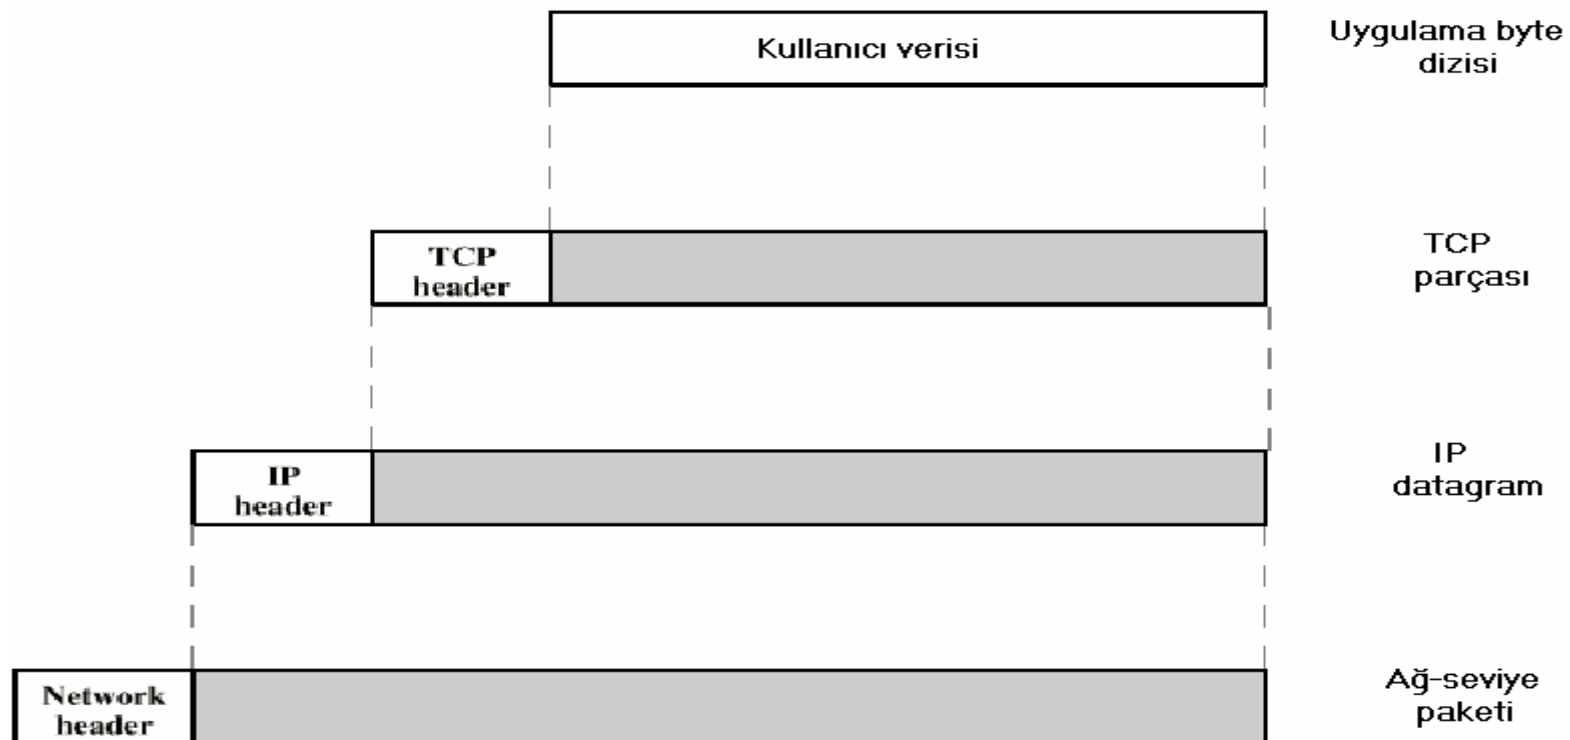 Kullanıcı verisi
Uygulama byte
dizisi
TCP
header
TCP
parçası
IP
header
IP
datagram
Network
header
Ağ-seviye
paketi